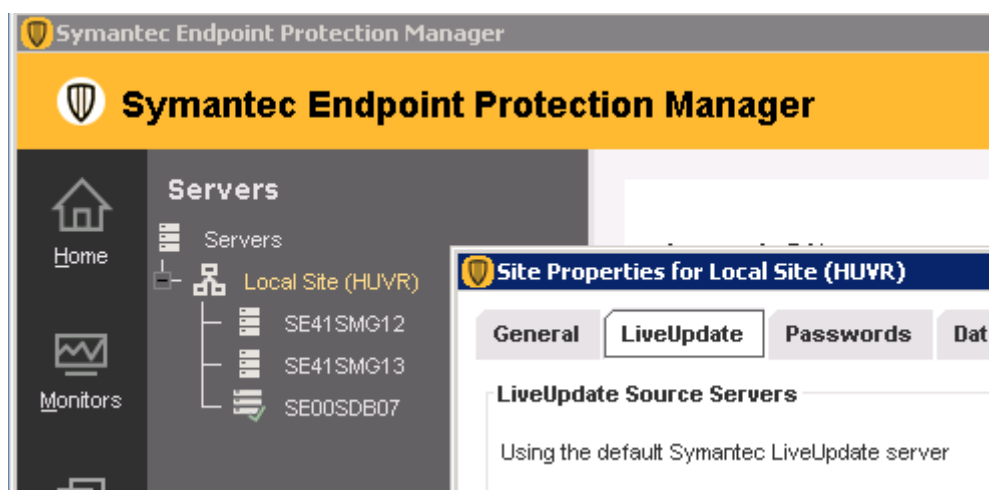 Symantec Endpoint Protection Manager
Symantec Endpoint Protection Manager
Home
Monitors
Servers
Servers
Local Site (HUVR)
SE41SMG12
SE41SMG13
SE00SDB07
Site Properties for Local Site (HUVR)
General LiveUpdate Passwords Dat
LiveUpdate Source Servers
Using the default Symantec LiveUpdate server